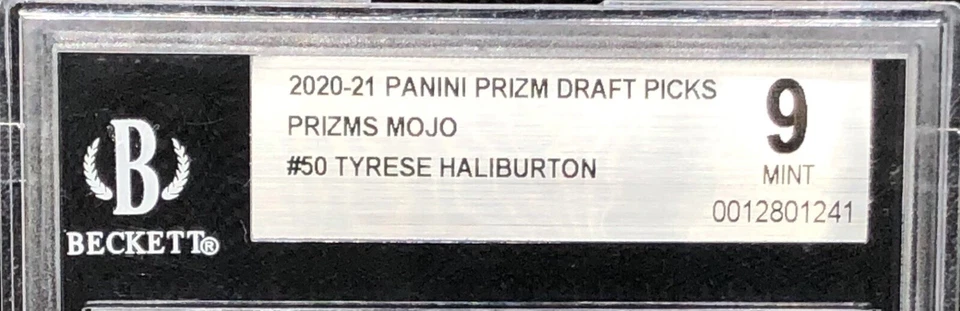 2020-21 PANINI PRIZM DRAFT PICKS
PRIZMS MOJO
#50 TYRESE HALIBURTON
9
MINT
0012801241
B
BECKETT®